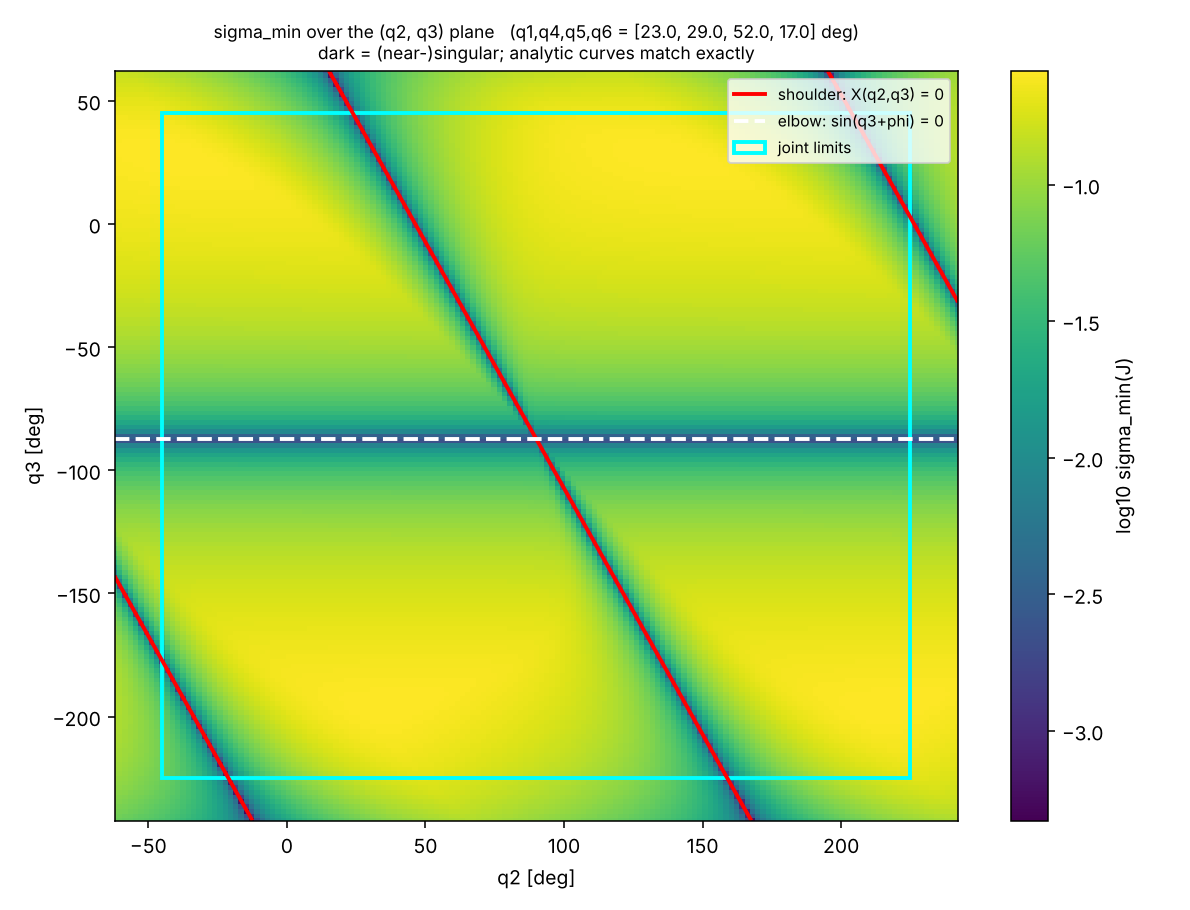 sigma_min over the (q2, q3) plane   (q1,q4,q5,q6 = [23.0, 29.0, 52.0, 17.0] deg)
dark = (near-)singular; analytic curves match exactly
shoulder: X(q2,q3) = 0
elbow: sin(q3+phi) = 0
joint limits
50
0
−50
−100
−150
−200
q3 [deg]
−50
0
50
100
150
200
q2 [deg]
−1.0
−1.5
−2.0
−2.5
−3.0
log10 sigma_min(J)